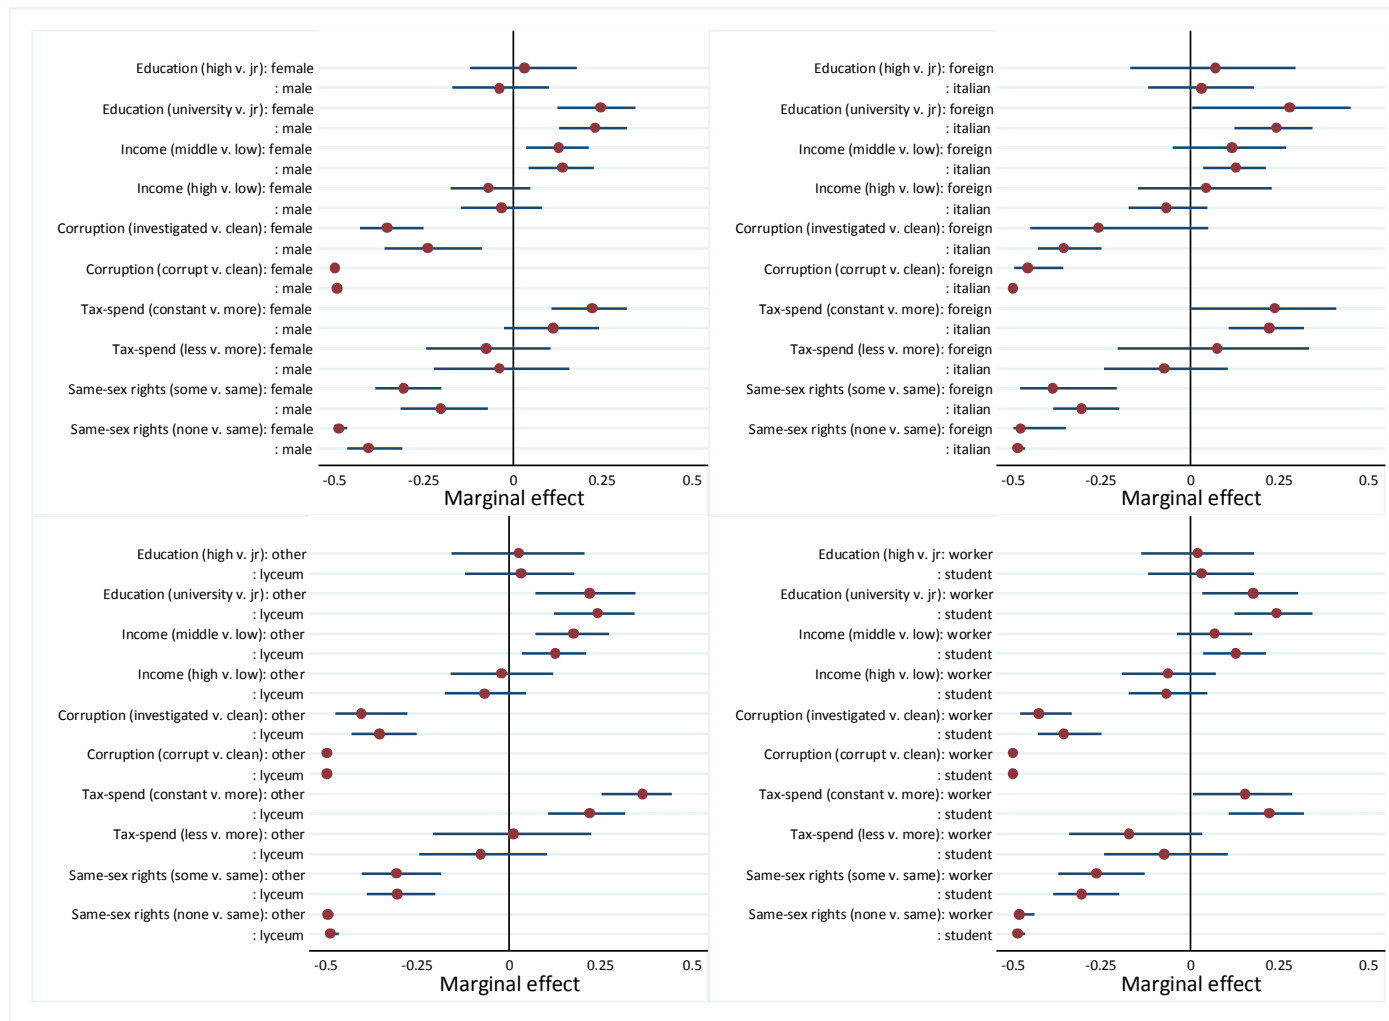 Education (high v. jr): female
: male
Education (university v. jr): female
: male
Income (middle v. low): female
: male
Income (high v. low): female
: male
Corruption (investigated v. clean): female
: male
Corruption (corrupt v. clean): female
: male
Tax-spend (constant v. more): female
: male
Tax-spend (less v. more): female
: male
Same-sex rights (some v. same): female
: male
Same-sex rights (none v. same): female
: male
-0.5 -0.25 0 0.25 0.5
Marginal effect
Education (high v. jr): foreign
: italian
Education (university v. jr): foreign
: italian
Income (middle v. low): foreign
: italian
Income (high v. low): foreign
: italian
Corruption (investigated v. clean): foreign
: italian
Corruption (corrupt v. clean): foreign
: italian
Tax-spend (constant v. more): foreign
: italian
Tax-spend (less v. more): foreign
: italian
Same-sex rights (some v. same): foreign
: italian
Same-sex rights (none v. same): foreign
: italian
-0.5 -0.25 0 0.25 0.5
Marginal effect
Education (high v. jr): other
: lyceum
Education (university v. jr): other
: lyceum
Income (middle v. low): other
: lyceum
Income (high v. low): other
: lyceum
Corruption (investigated v. clean): other
: lyceum
Corruption (corrupt v. clean): other
: lyceum
Tax-spend (constant v. more): other
: lyceum
Tax-spend (less v. more): other
: lyceum
Same-sex rights (some v. same): other
: lyceum
Same-sex rights (none v. same): other
: lyceum
-0.5 -0.25 0 0.25 0.5
Marginal effect
Education (high v. jr: worker
: student
Education (university v. jr): worker
: student
Income (middle v. low): worker
: student
Income (high v. low): worker
: student
Corruption (investigated v. clean): worker
: student
Corruption (corrupt v. clean): worker
: student
Tax-spend (constant v. more): worker
: student
Tax-spend (less v. more): worker
: student
Same-sex rights (some v. same): worker
: student
Same-sex rights (none v. same): worker
: student
-0.5 -0.25 0 0.25 0.5
Marginal effect